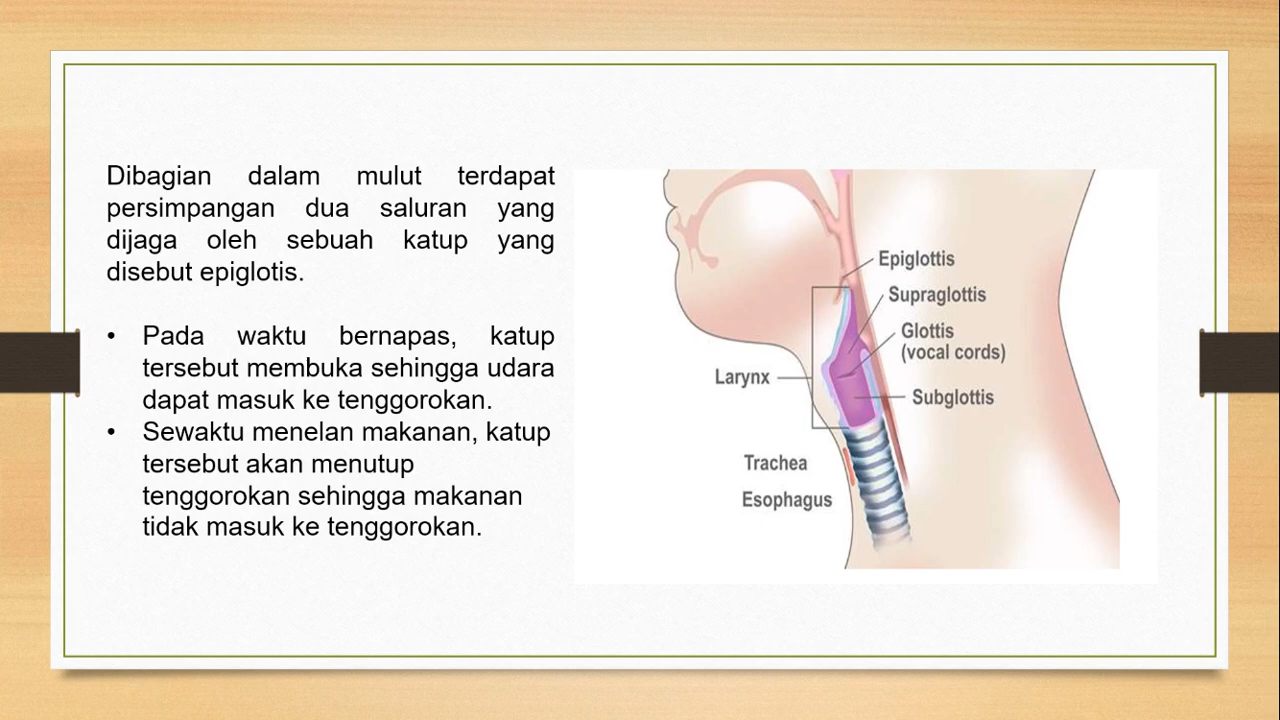 Dibagian dalam mulut terdapat
persimpangan dua saluran yang
dijaga oleh sebuah katup yang
disebut epiglotis.
• Pada waktu bernapas, katup
tersebut membuka sehingga udara
dapat masuk ke tenggorokan.
• Sewaktu menelan makanan, katup
tersebut akan menutup
tenggorokan sehingga makanan
tidak masuk ke tenggorokan.
Epiglottis
Supraglottis
Glottis
(vocal cords)
Larynx
Subglottis
Trachea
Esophagus